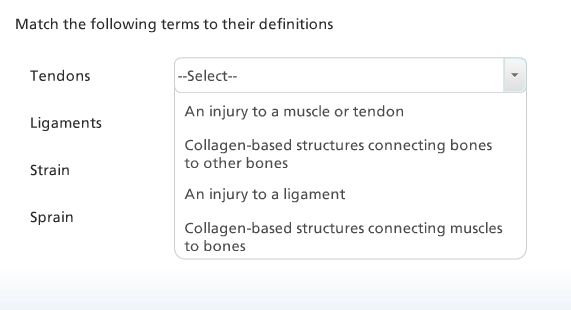 Match the following terms to their definitions
Tendons
--Select--
An injury to a muscle or tendon
Ligaments
Collagen-based structures connecting bones
to other bones
Strain
An injury to a ligament
Sprain
Collagen-based structures connecting muscles
to bones